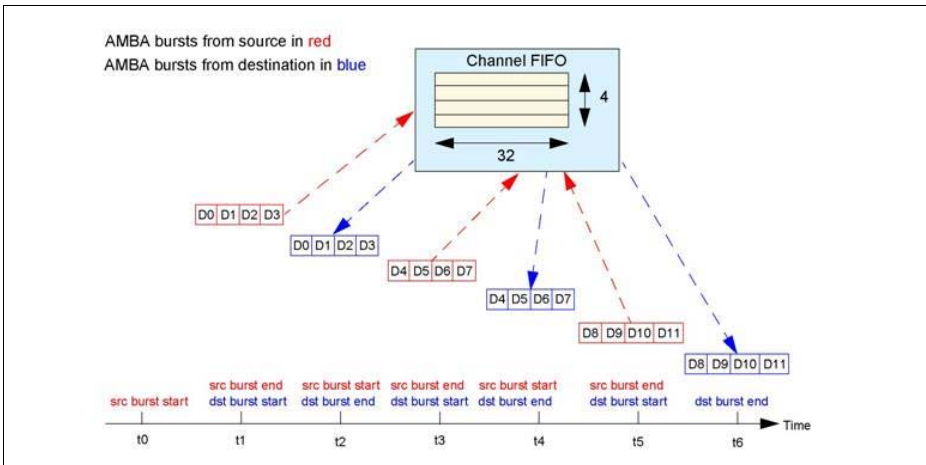 AMBA bursts from source in red
AMBA bursts from destination in blue
Channel FIFO
4
32
D0 D1 D2 D3
D0 D1 D2 D3
D4 D5 D6 D7
D4 D5 D6 D7
D8 D9 D10 D11
D8 D9 D10 D11
src burst start
src burst end
dst burst start
src burst start
dst burst end
src burst end
dst burst start
src burst start
dst burst end
src burst end
dst burst start
dst burst end
Time
t0 t1 t2 t3 t4 t5 t6